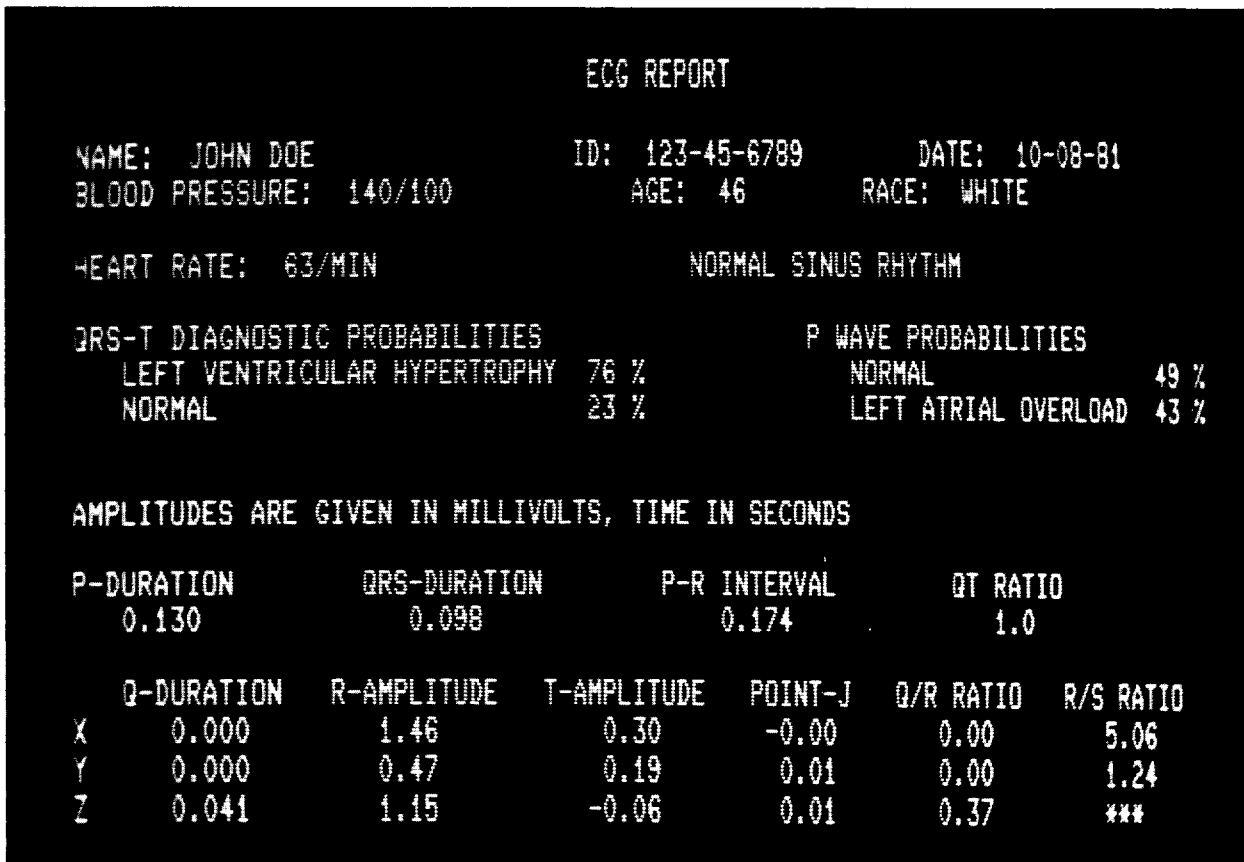 ECG REPORT
NAME: JOHN DOE ID: 123-45-6789 DATE: 10-08-81
BLOOD PRESSURE: 140/100 AGE: 46 RACE: WHITE
HEART RATE: 63/MIN NORMAL SINUS RHYTHM
QRS-T DIAGNOSTIC PROBABILITIES P WAVE PROBABILITIES
LEFT VENTRICULAR HYPERTROPHY 76 % NORMAL 49 %
NORMAL 23 % LEFT ATRIAL OVERLOAD 43 %
AMPLITUDES ARE GIVEN IN MILLIVOLTS, TIME IN SECONDS
P-DURATION QRS-DURATION P-R INTERVAL QT RATIO
0.130 0.098 0.174 1.0
Q-DURATION R-AMPLITUDE T-AMPLITUDE POINT-J Q/R RATIO R/S RATIO
X 0.000 1.46 0.30 -0.00 0.00 5.06
Y 0.000 0.47 0.19 0.01 0.00 1.24
Z 0.041 1.15 -0.06 0.01 0.37 ***